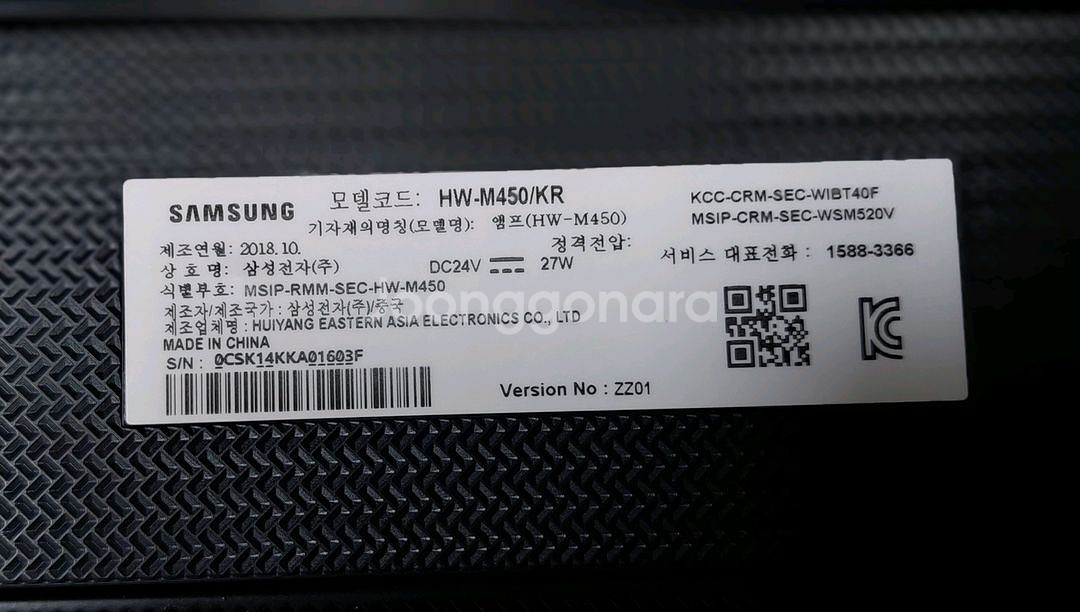 SAMSUNG
모델코드: HW-M450/KR
기자재의명칭(모델명): 앰프(HW-M450)
제조연월: 2018.10.
정격전압:
상 호 명: 삼성전자(주)
DC24V 27W
식별부호: MSIP-RMM-SEC-HW-M450
제조자/제조국가: 삼성전자(주)/중국
제조업체명 : HUIYANG EASTERN ASIA ELECTRONICS CO., LTD
MADE IN CHINA
S/N : 0CSK14KKA01603F
Version No : ZZ01
KCC-CRM-SEC-WIBT40F
MSIP-CRM-SEC-WSM520V
서비스 대표전화 : 1588-3366
KC
joonggonara